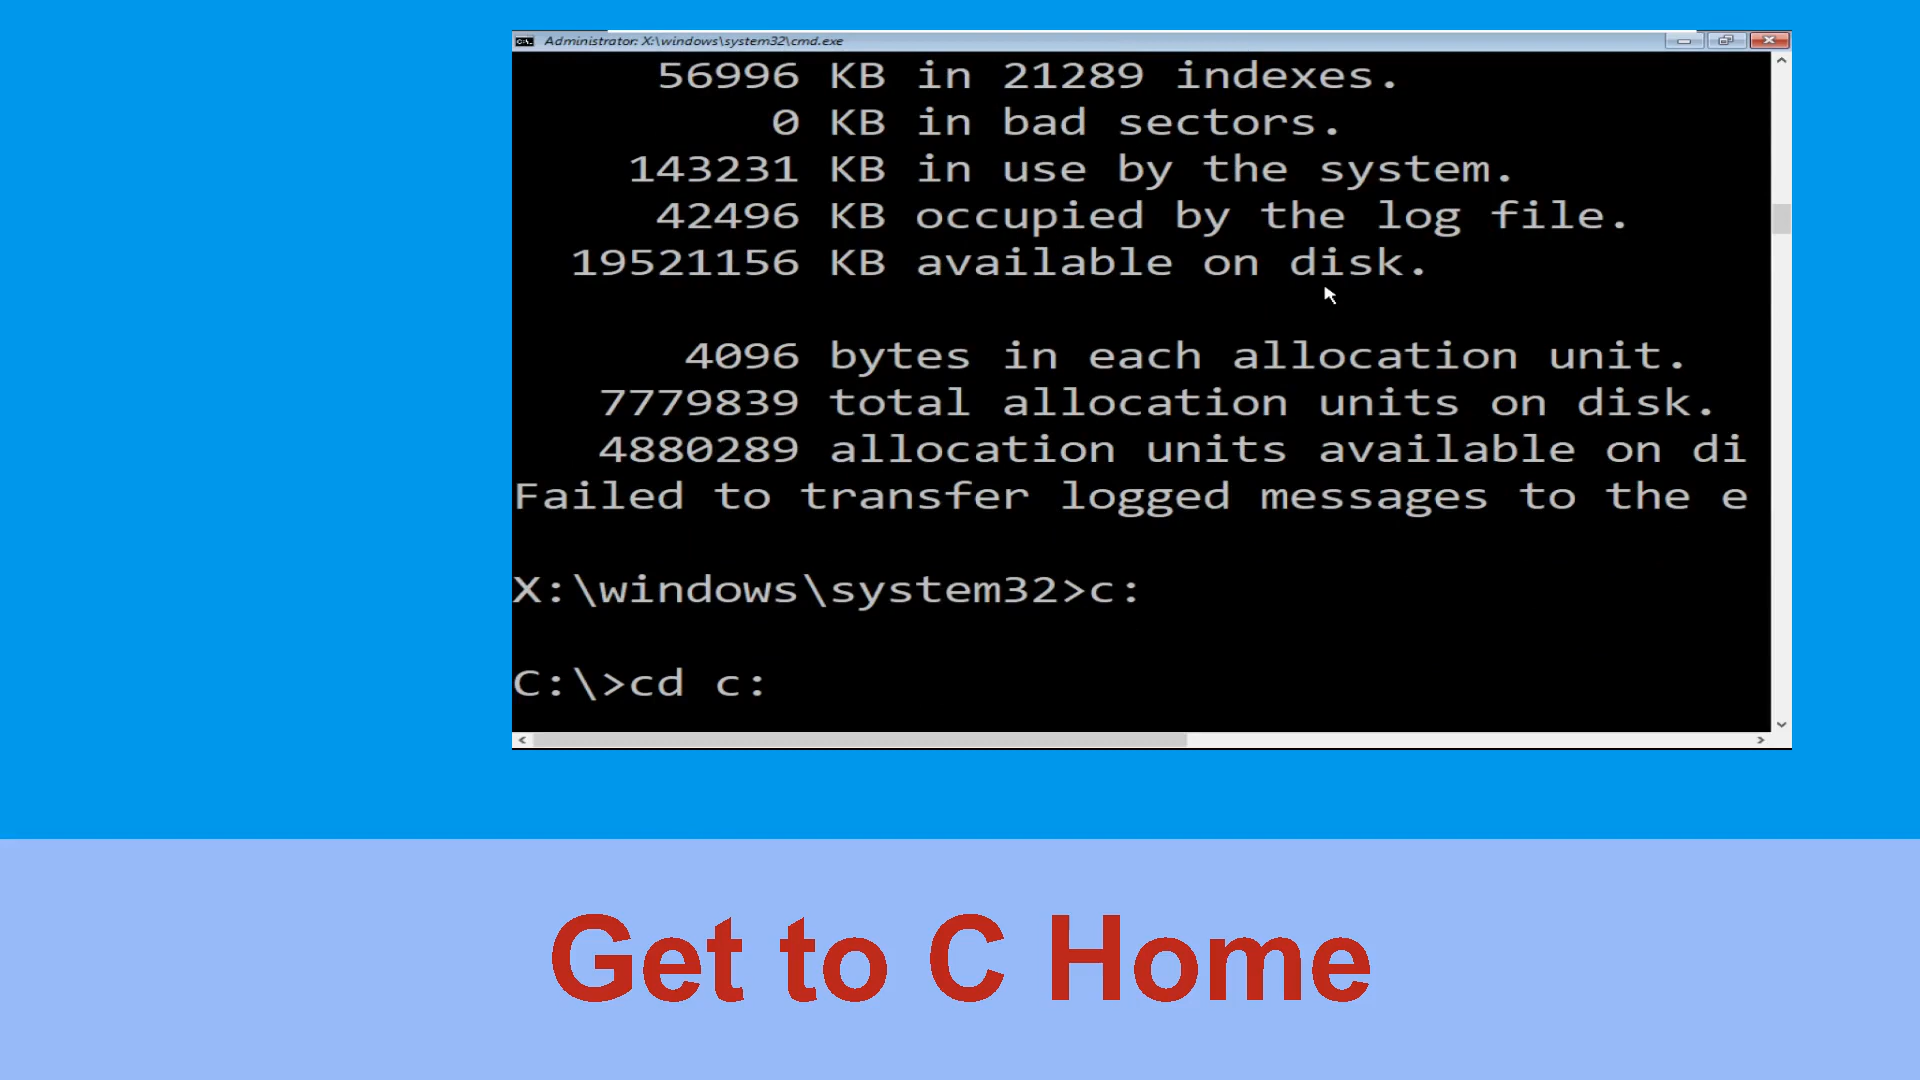 Administrator: X:\windows\system32\cmd.exe
56996 KB in 21289 indexes.
0 KB in bad sectors.
143231 KB in use by the system.
42496 KB occupied by the log file.
19521156 KB available on disk.
4096 bytes in each allocation unit.
7779839 total allocation units on disk.
4880289 allocation units available on di
Failed to transfer logged messages to the e
X:\windows\system32>c:
C:\>cd c:
Get to C Home